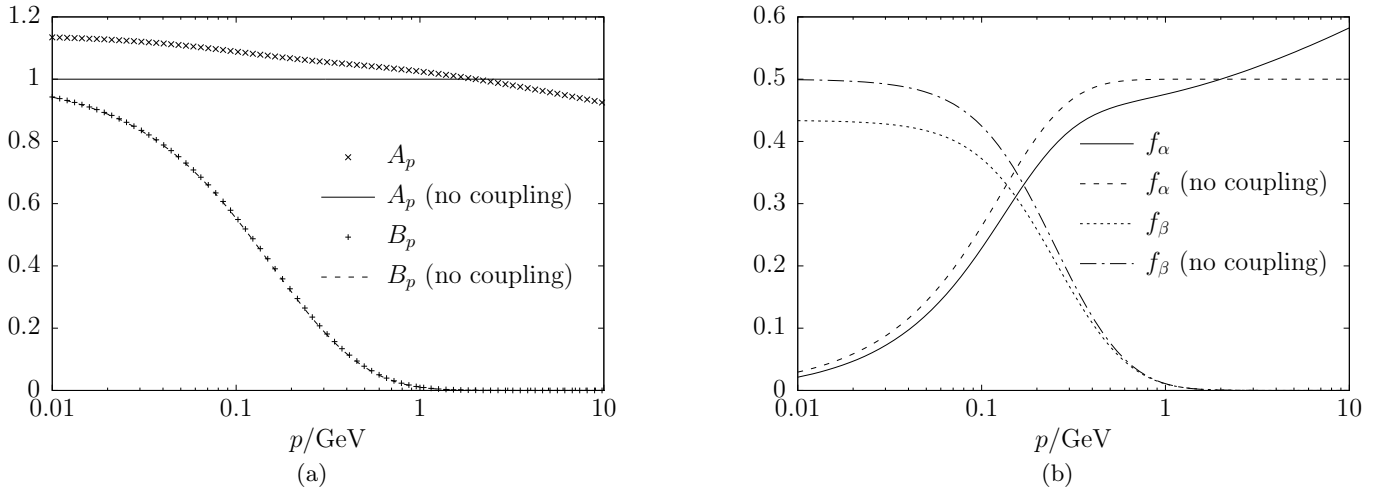 1.2
1
0.8
0.6
0.4
0.2
0
0.01
0.1
1
10
p/GeV
A_p
A_p (no coupling)
B_p
B_p (no coupling)
(a)
0.6
0.5
0.4
0.3
0.2
0.1
0
0.01
0.1
1
10
p/GeV
f_α
f_α (no coupling)
f_β
f_β (no coupling)
(b)